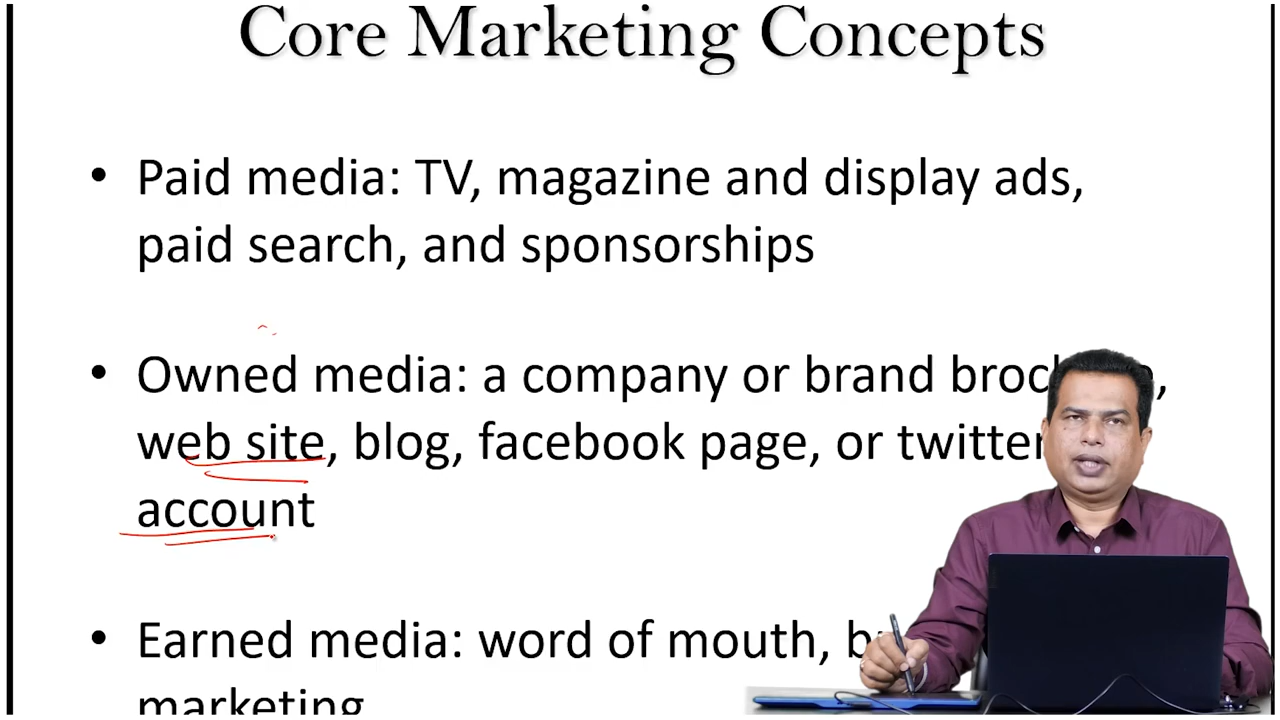 Core Marketing Concepts
• Paid media: TV, magazine and display ads,
paid search, and sponsorships
• Owned media: a company or brand
web site, blog, facebook page, or twitter
account
• Earned media: word of mouth,
marketing